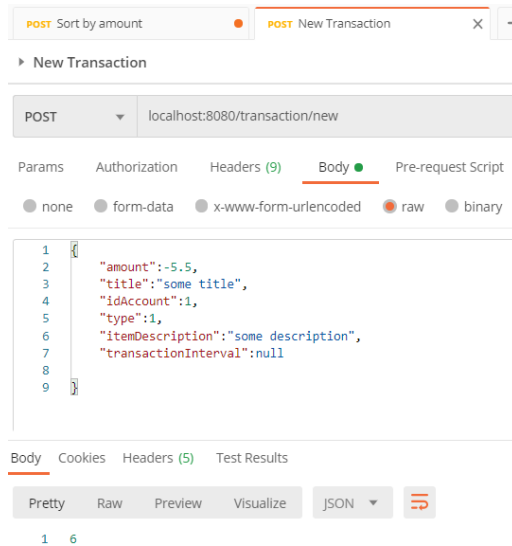 POST Sort by amount
POST New Transaction
New Transaction
POST localhost:8080/transaction/new
Params Authorization Headers (9) Body Pre-request Script
none form-data x-www-form-urlencoded raw binary
1 {
2 "amount":-5.5,
3 "title":"some title",
4 "idAccount":1,
5 "type":1,
6 "itemDescription":"some description",
7 "transactionInterval":null
8
9 }
Body Cookies Headers (5) Test Results
Pretty Raw Preview Visualize JSON
1 6